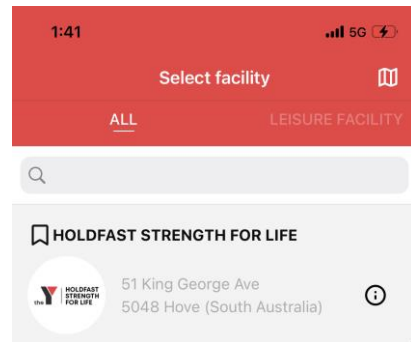 1:41
5G
Select facility
ALL
LEISURE FACILITY
HOLDFAST STRENGTH FOR LIFE
the Y HOLDFAST
STRENGTH
FOR LIFE
51 King George Ave
5048 Hove (South Australia)